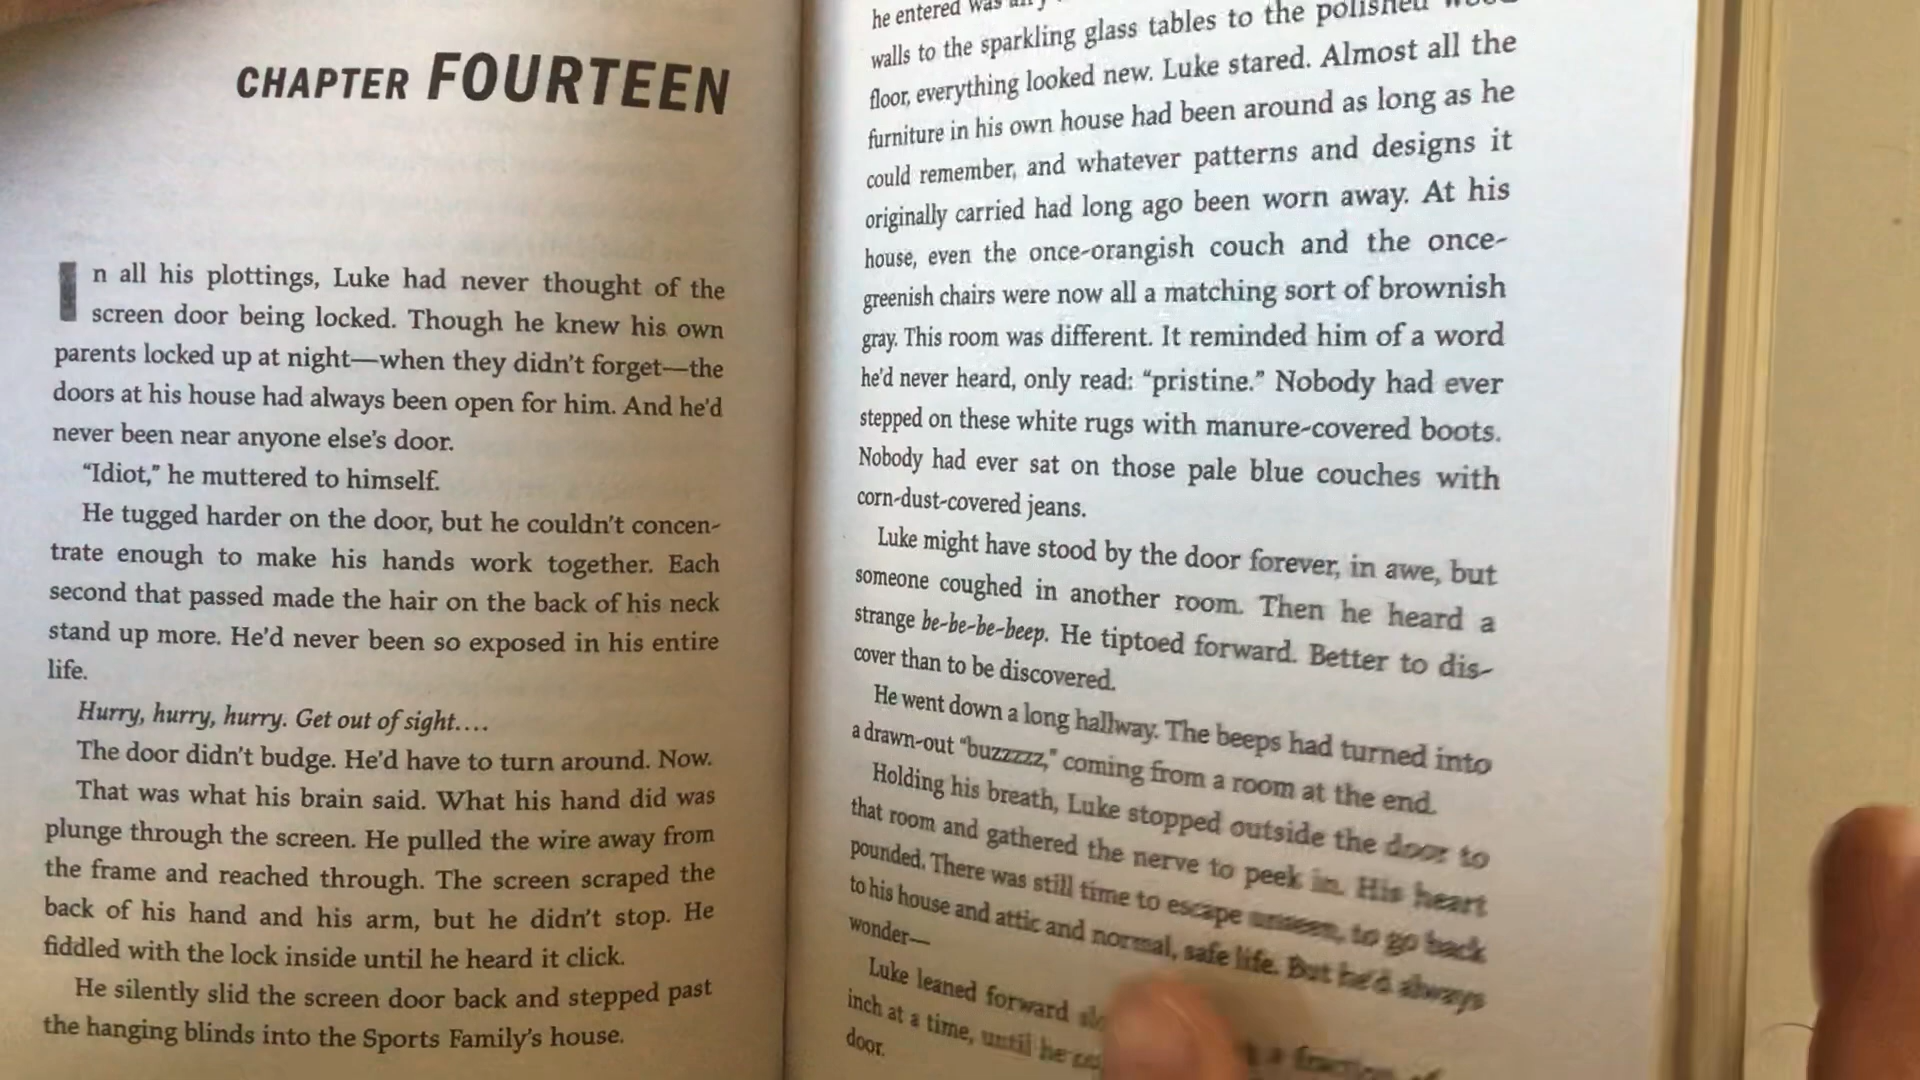 CHAPTER FOURTEEN
In all his plottings, Luke had never thought of the
screen door being locked. Though he knew his own
parents locked up at night—when they didn't forget—the
doors at his house had always been open for him. And he'd
never been near anyone else's door.
“Idiot,” he muttered to himself.
He tugged harder on the door, but he couldn't concen-
trate enough to make his hands work together. Each
second that passed made the hair on the back of his neck
stand up more. He'd never been so exposed in his entire
life.
Hurry, hurry, hurry. Get out of sight....
The door didn't budge. He'd have to turn around. Now.
That was what his brain said. What his hand did was
plunge through the screen. He pulled the wire away from
the frame and reached through. The screen scraped the
back of his hand and his arm, but he didn't stop. He
fiddled with the lock inside until he heard it click.
He silently slid the screen door back and stepped past
the hanging blinds into the Sports Family's house.
he entered was
walls to the sparkling glass tables to the polished
floor, everything looked new. Luke stared. Almost all the
furniture in his own house had been around as long as he
could remember, and whatever patterns and designs it
originally carried had long ago been worn away. At his
house, even the once-orangish couch and the once-
greenish chairs were now all a matching sort of brownish
gray. This room was different. It reminded him of a word
he'd never heard, only read: “pristine.” Nobody had ever
stepped on these white rugs with manure-covered boots.
Nobody had ever sat on those pale blue couches with
corn-dust-covered jeans.
Luke might have stood by the door forever, in awe, but
someone coughed in another room. Then he heard a
strange be-be-be-beep. He tiptoed forward. Better to dis-
cover than to be discovered.
He went down a long hallway. The beeps had turned into
a drawn-out “buzzzzz,” coming from a room at the end.
Holding his breath, Luke stopped outside the door to
that room and gathered the nerve to peek in. His heart
pounded. There was still time to escape unseen, to go back
to his house and attic and normal, safe life. But he'd always
wonder—
Luke leaned forward
inch at a time, until he
door.